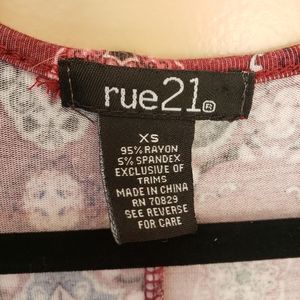 rue21®
XS
95% RAYON
5% SPANDEX
EXCLUSIVE OF
TRIMS
MADE IN CHINA
RN 70829
SEE REVERSE
FOR CARE